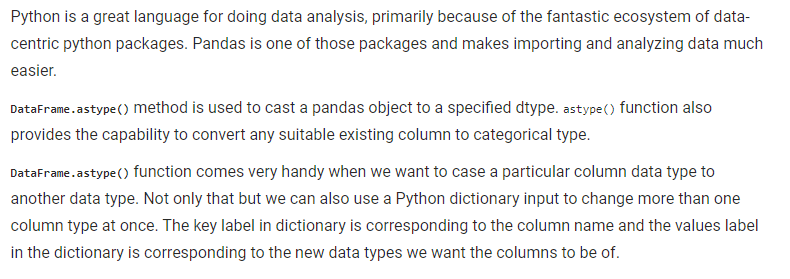 Python is a great language for doing data analysis, primarily because of the fantastic ecosystem of data-
centric python packages. Pandas is one of those packages and makes importing and analyzing data much
easier.
DataFrame.astype() method is used to cast a pandas object to a specified dtype. astype() function also
provides the capability to convert any suitable existing column to categorical type.
DataFrame.astype() function comes very handy when we want to case a particular column data type to
another data type. Not only that but we can also use a Python dictionary input to change more than one
column type at once. The key label in dictionary is corresponding to the column name and the values label
in the dictionary is corresponding to the new data types we want the columns to be of.